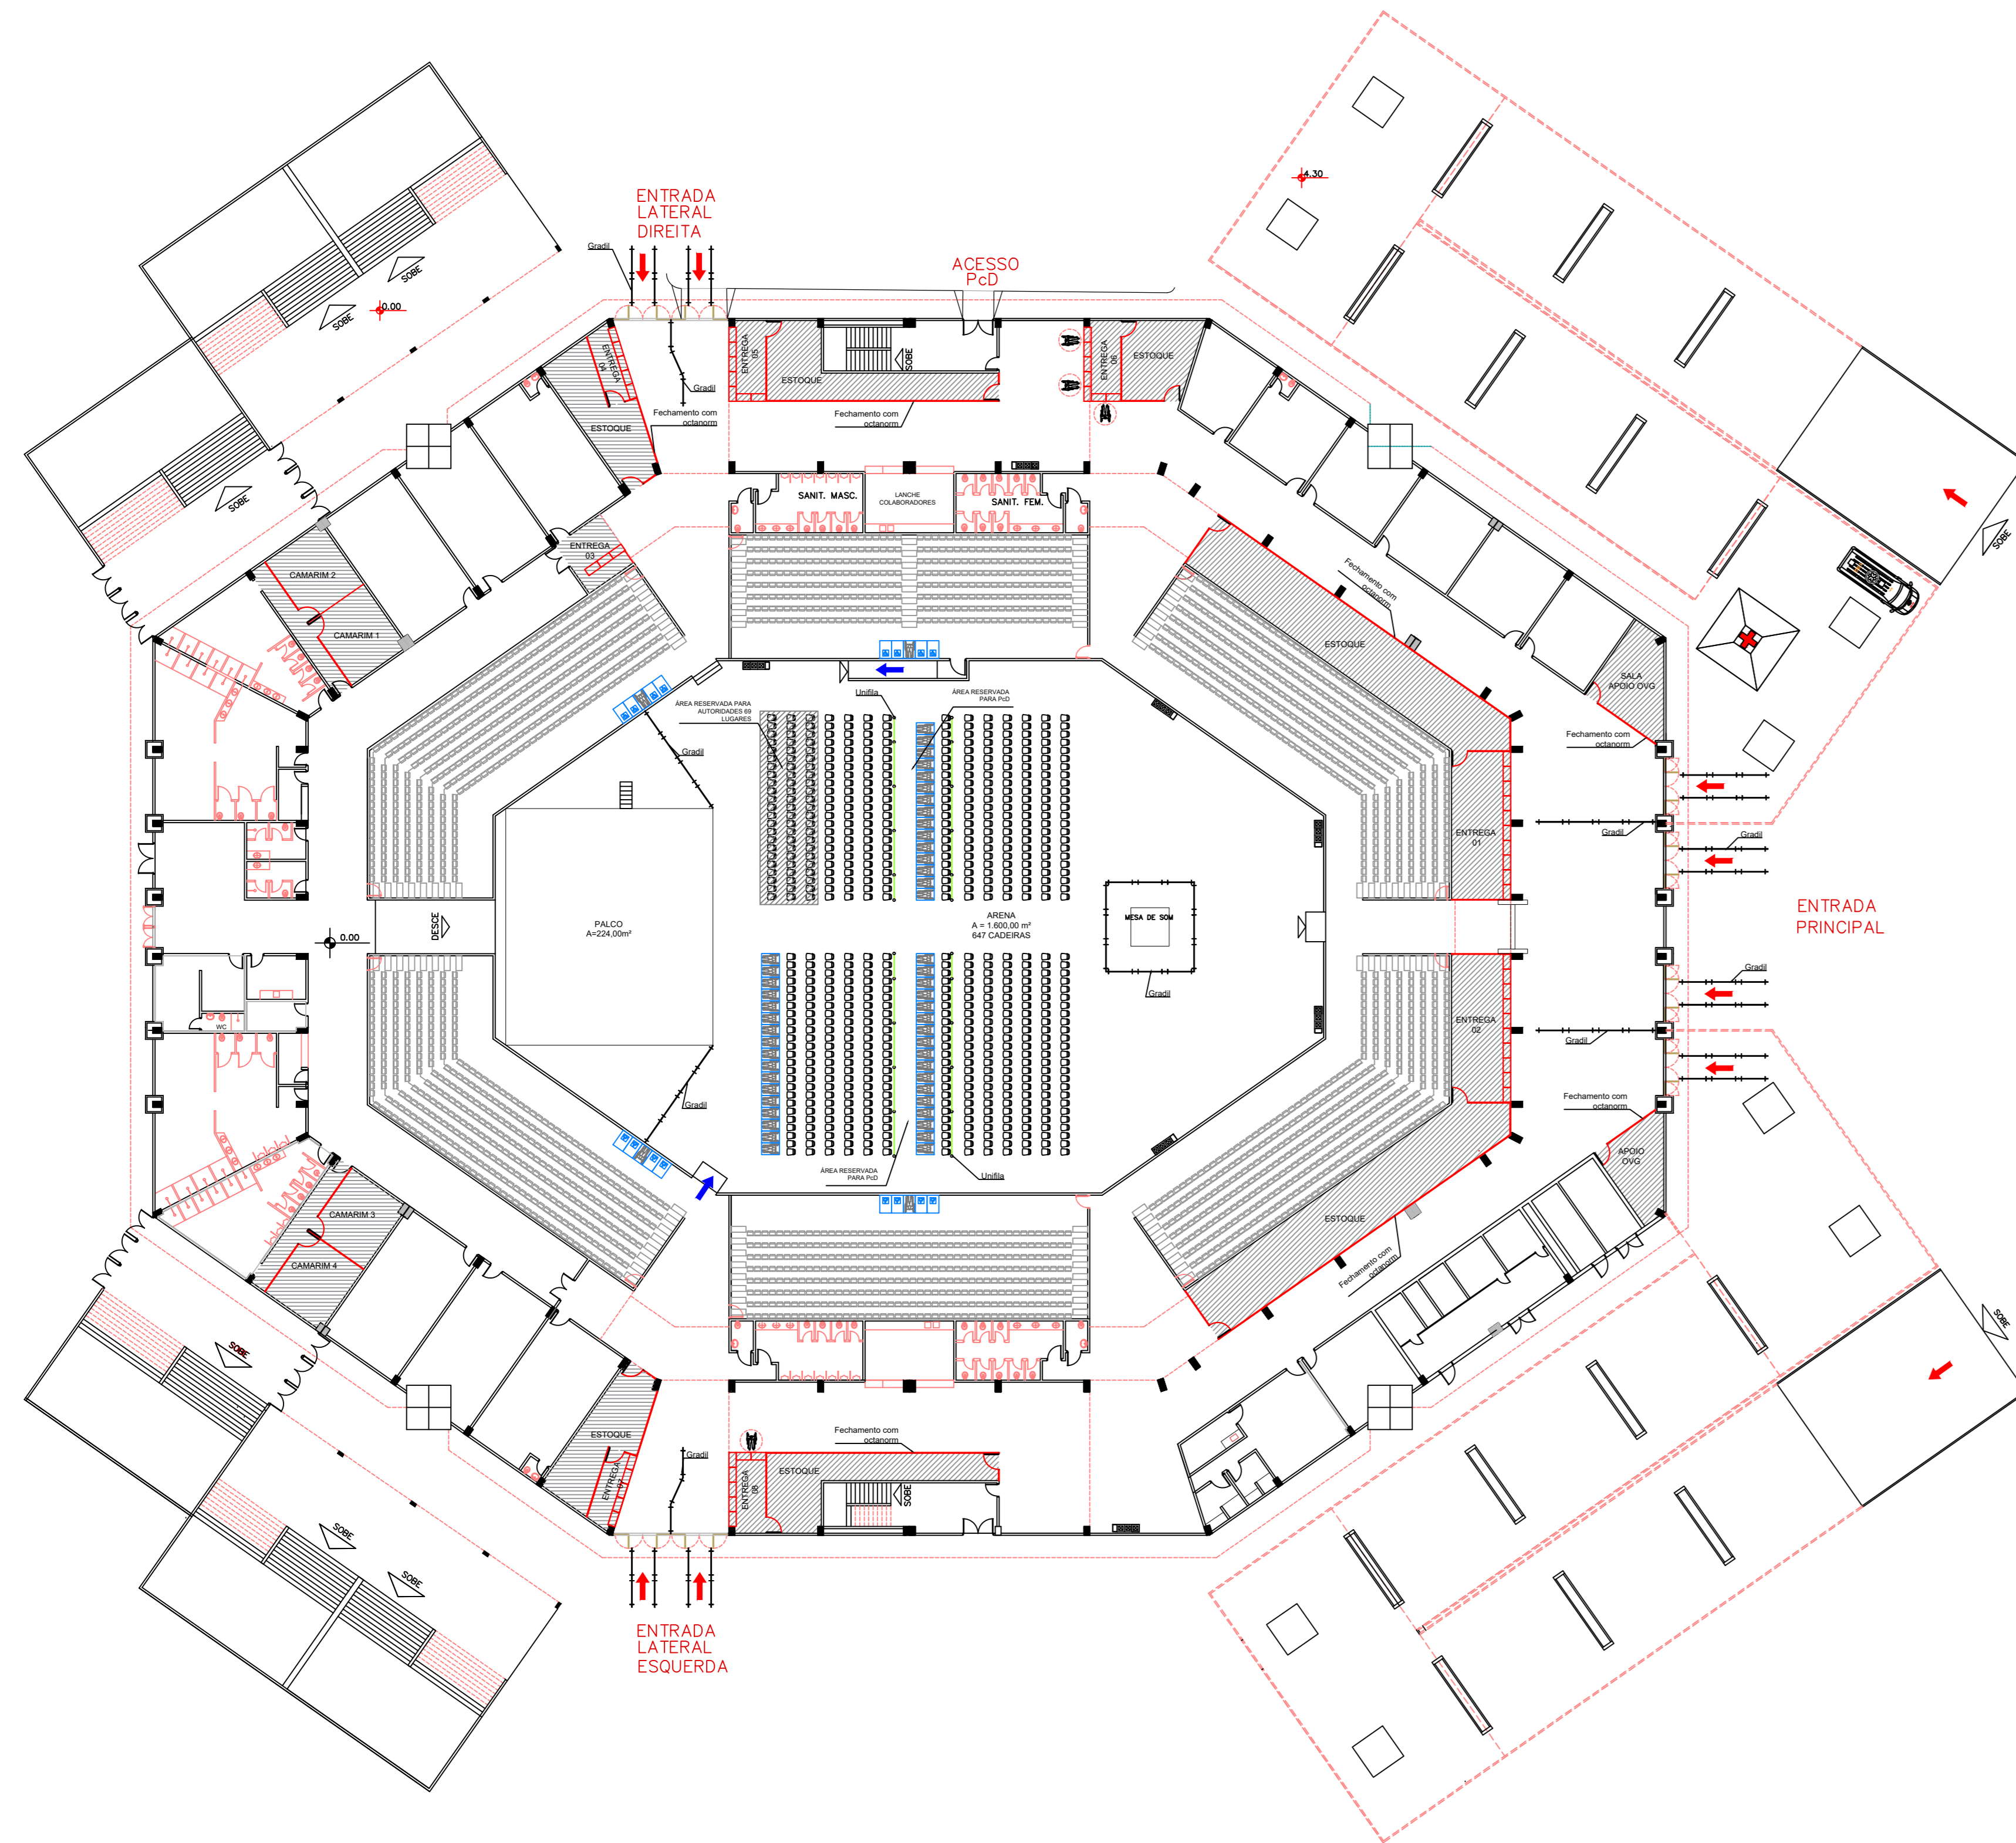 ENTRADA
LATERAL
DIREITA
Gradil
ACESSO
PcD
4.30
SOBE
SOBE
0.00
SOBE
ENTREGA
04
ESTOQUE
Gradil
Fechamento com
octanorm
ENTREGA
05
ESTOQUE
SOBE
Fechamento com
octanorm
ENTREGA
06
ESTOQUE
SANIT. MASC.
LANCHE
COLABORADORES
SANIT. FEM.
ENTREGA
03
CAMARIM 2
CAMARIM 1
Fechamento com
octanorm
ESTOQUE
SOBE
SALA
APOIO OVG
Fechamento com
octanorm
ÁREA RESERVADA PARA
AUTORIDADES 69
LUGARES
Unifila
ÁREA RESERVADA
PARA PcD
Gradil
ENTREGA
01
Gradil
Gradil
PALCO
A=224,00m²
ARENA
A = 1.600,00 m²
647 CADEIRAS
MESA DE SOM
Gradil
DESCE
0.00
ENTRADA
PRINCIPAL
WC
ENTREGA
02
Gradil
Gradil
Gradil
ÁREA RESERVADA
PARA PcD
Unifila
Fechamento com
octanorm
APOIO
OVG
ESTOQUE
Fechamento com
octanorm
CAMARIM 3
CAMARIM 4
SOBE
SOBE
SOBE
SOBE
ESTOQUE
ENTREGA
07
Gradil
Fechamento com
octanorm
ENTREGA
08
ESTOQUE
SOBE
ENTRADA
LATERAL
ESQUERDA